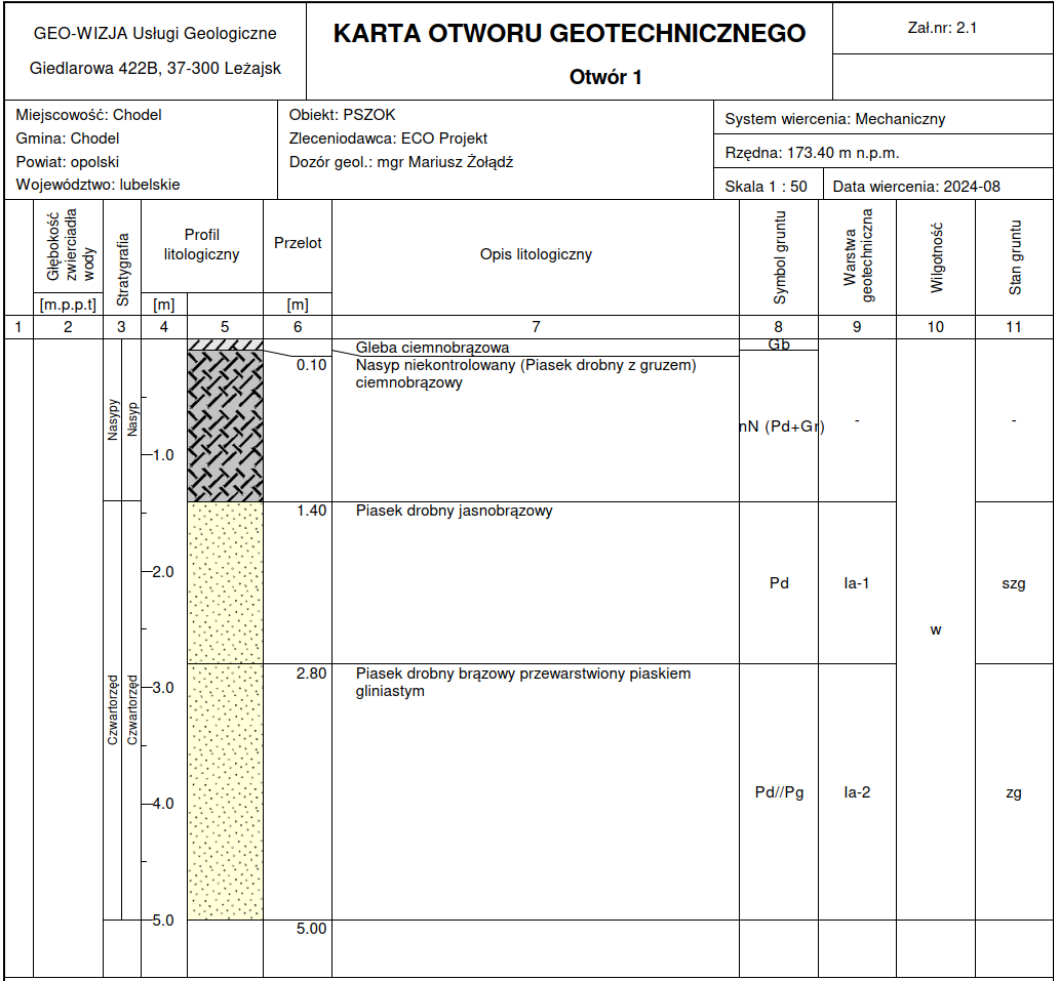 GEO-WIZJA Usługi Geologiczne
Giedlarowa 422B, 37-300 Leżajsk
KARTA OTWORU GEOTECHNICZNEGO
Otwór 1
Zał.nr: 2.1
Miejscowość: Chodel
Gmina: Chodel
Powiat: opolski
Województwo: lubelskie
Obiekt: PSZOK
Zleceniodawca: ECO Projekt
Dozór geol.: mgr Mariusz Żołądź
System wiercenia: Mechaniczny
Rzędna: 173.40 m n.p.m.
Skala 1 : 50
Data wiercenia: 2024-08
Głębokość
zwierciadła
wody
[m.p.p.t]
Stratygrafia
Profil
litologiczny
[m]
Przelot
[m]
Opis litologiczny
Symbol gruntu
Warstwa
geotechniczna
Wilgotność
Stan gruntu
1 2 3 4 5 6 7 8 9 10 11
Gleba ciemnobrązowa
Gb
0.10
Nasyp niekontrolowany (Piasek drobny z gruzem)
ciemnobrązowy
Nasypy
Nasyp
nN (Pd+Gr)
-
-
1.0
1.40
Piasek drobny jasnobrązowy
2.0
Pd
Ia-1
szg
w
2.80
Piasek drobny brązowy przewarstwiony piaskiem
gliniastym
3.0
Czwartorzęd
Czwartorzęd
4.0
Pd//Pg
Ia-2
zg
5.0
5.00